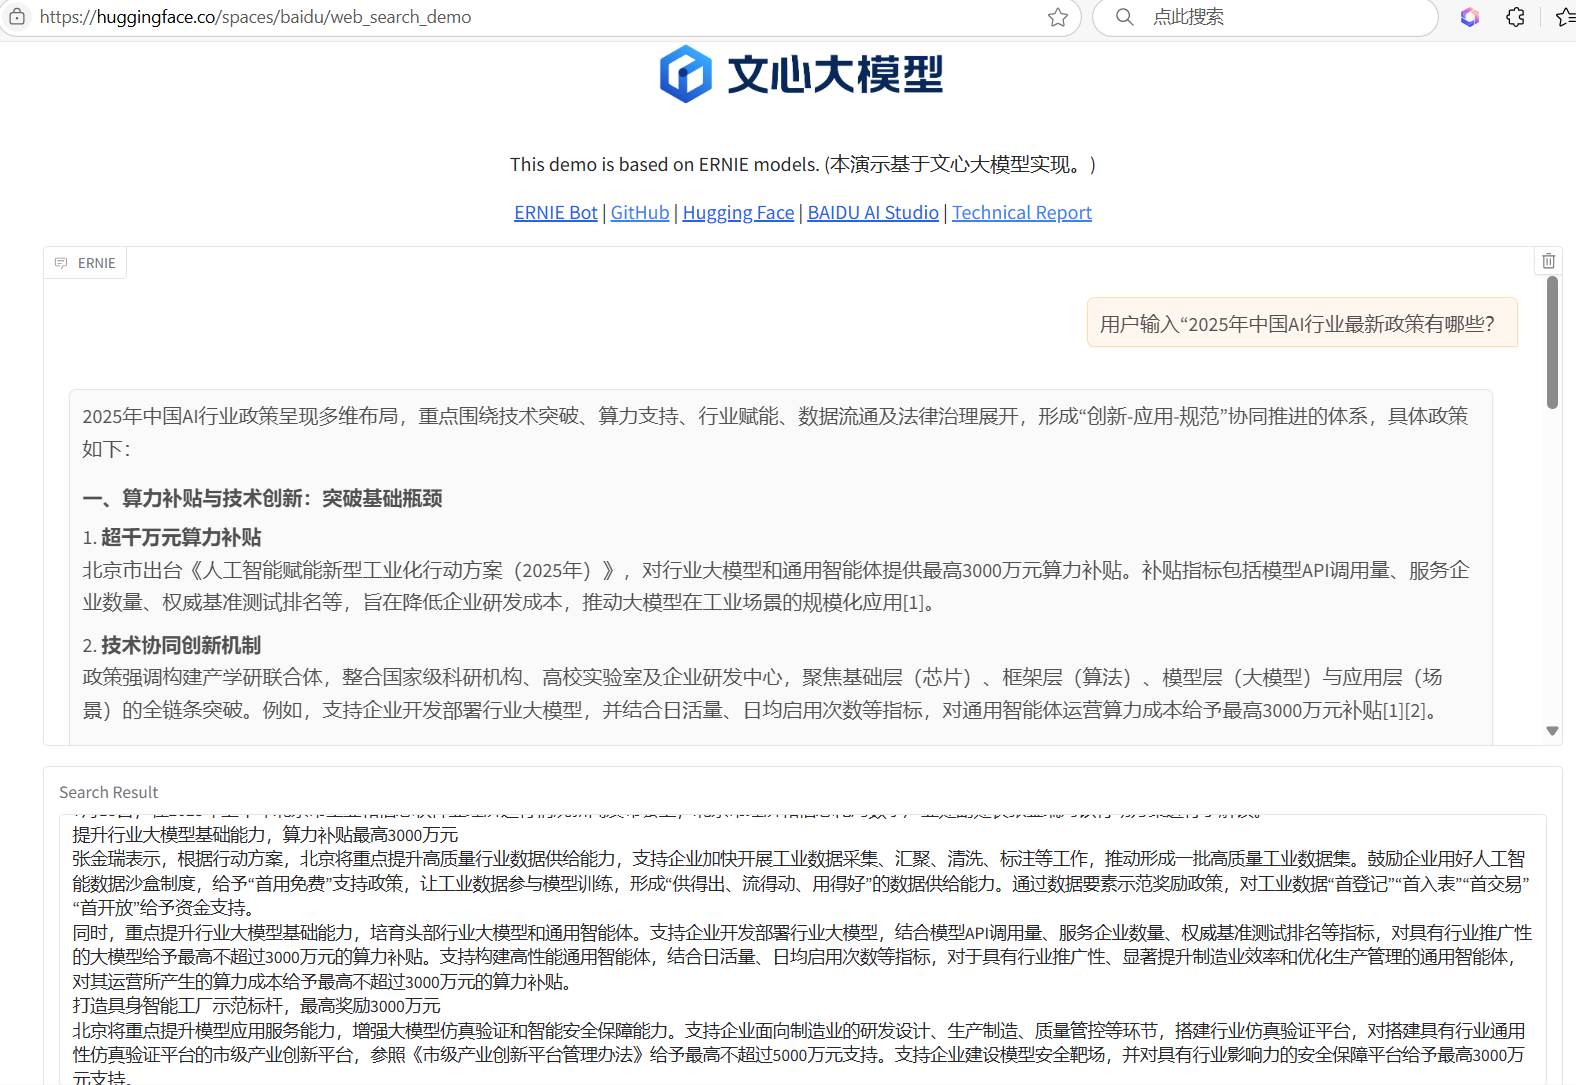 https://huggingface.co/spaces/baidu/web_search_demo
点此搜索
文心大模型
This demo is based on ERNIE models. (本演示基于文心大模型实现。)
ERNIE Bot | GitHub | Hugging Face | BAIDU AI Studio | Technical Report
ERNIE
用户输入“2025年中国AI行业最新政策有哪些？
2025年中国AI行业政策呈现多维布局，重点围绕技术突破、算力支持、行业赋能、数据流通及法律治理展开，形成“创新-应用-规范”协同推进的体系，具体政策
如下：
一、算力补贴与技术创新：突破基础瓶颈
1. 超千万元算力补贴
北京市出台《人工智能赋能新型工业化行动方案（2025年）》，对行业大模型和通用智能体提供最高3000万元算力补贴。补贴指标包括模型API调用量、服务企
业数量、权威基准测试排名等，旨在降低企业研发成本，推动大模型在工业场景的规模化应用[1]。
2. 技术协同创新机制
政策强调构建产学研联合体，整合国家级科研机构、高校实验室及企业研发中心，聚焦基础层（芯片）、框架层（算法）、模型层（大模型）与应用层（场
景）的全链条突破。例如，支持企业开发部署行业大模型，并结合日活量、日均启用次数等指标，对通用智能体运营算力成本给予最高3000万元补贴[1][2]。
Search Result
提升行业大模型基础能力，算力补贴最高3000万元
张金瑞表示，根据行动方案，北京将重点提升高质量行业数据供给能力，支持企业加快开展工业数据采集、汇聚、清洗、标注等工作，推动形成一批高质量工业数据集。鼓励企业用好人工智
能数据沙盒制度，给予“首用免费”支持政策，让工业数据参与模型训练，形成“供得出、流得动、用得好”的数据供给能力。通过数据要素示范奖励政策，对工业数据“首登记”“首入表”“首交易”
“首开放”给予资金支持。
同时，重点提升行业大模型基础能力，培育头部行业大模型和通用智能体。支持企业开发部署行业大模型，结合模型API调用量、服务企业数量、权威基准测试排名等指标，对具有行业推广性
的大模型给予最高不超过3000万元的算力补贴。支持构建高性能通用智能体，结合日活量、日均启用次数等指标，对于具有行业推广性、显著提升制造业效率和优化生产管理的通用智能体，
对其运营所产生的算力成本给予最高不超过3000万元的算力补贴。
打造具身智能工厂示范标杆，最高奖励3000万元
北京将重点提升模型应用服务能力，增强大模型仿真验证和智能安全保障能力。支持企业面向制造业的研发设计、生产制造、质量管控等环节，搭建行业仿真验证平台，对搭建具有行业通用
性仿真验证平台的市级产业创新平台，参照《市级产业创新平台管理办法》给予最高不超过5000万元支持。支持企业建设模型安全靶场，并对具有行业影响力的安全保障平台给予最高3000万
元支持。